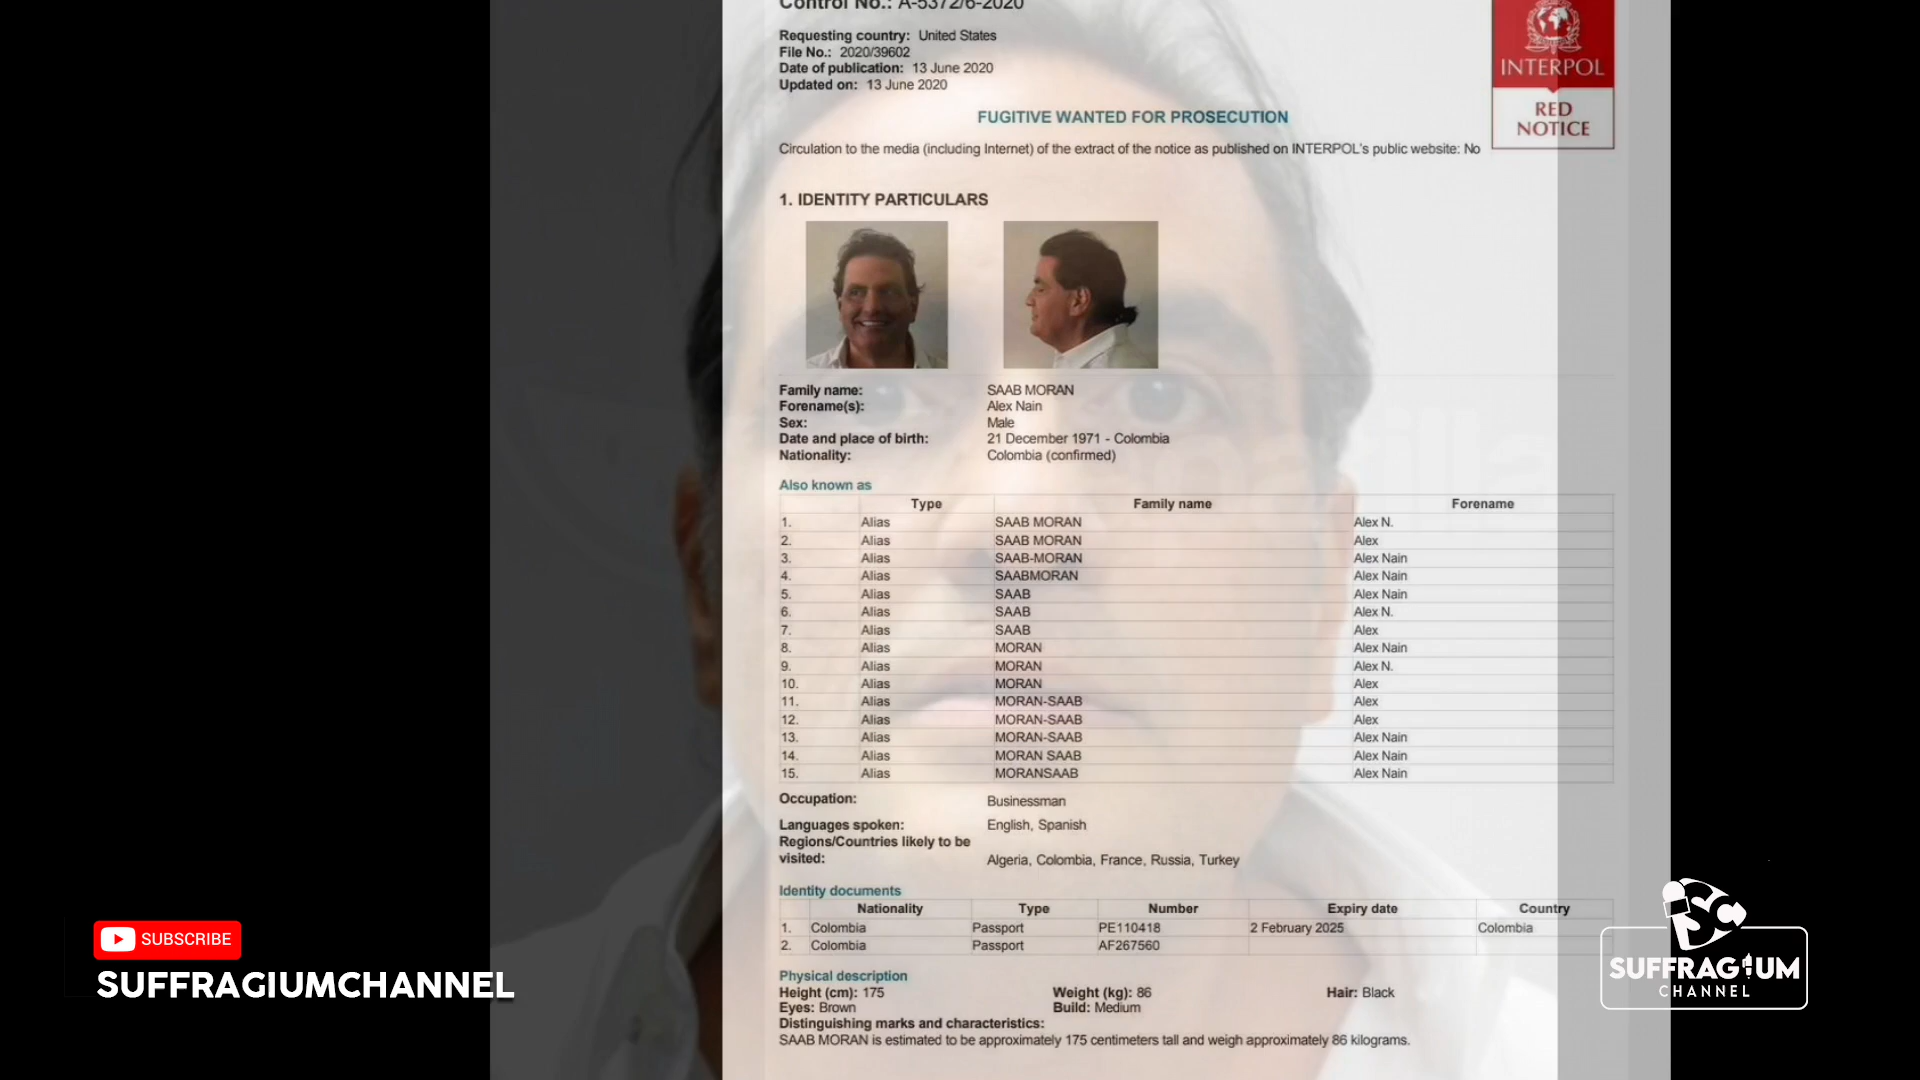 Control No.: A-5372/6-2020
Requesting country: United States
File No.: 2020/39602
Date of publication: 13 June 2020
Updated on: 13 June 2020
INTERPOL
RED
NOTICE
FUGITIVE WANTED FOR PROSECUTION
Circulation to the media (including Internet) of the extract of the notice as published on INTERPOL's public website: No
1. IDENTITY PARTICULARS
Family name: SAAB MORAN
Forename(s): Alex Nain
Sex: Male
Date and place of birth: 21 December 1971 - Colombia
Nationality: Colombia (confirmed)
Also known as
Type Family name Forename
1. Alias SAAB MORAN Alex N.
2. Alias SAAB MORAN Alex
3. Alias SAAB-MORAN Alex Nain
4. Alias SAABMORAN Alex Nain
5. Alias SAAB Alex Nain
6. Alias SAAB Alex N.
7. Alias SAAB Alex
8. Alias MORAN Alex Nain
9. Alias MORAN Alex N.
10. Alias MORAN Alex
11. Alias MORAN-SAAB Alex
12. Alias MORAN-SAAB Alex
13. Alias MORAN-SAAB Alex Nain
14. Alias MORAN SAAB Alex Nain
15. Alias MORANSAAB Alex Nain
Occupation: Businessman
Languages spoken: English, Spanish
Regions/Countries likely to be
visited: Algeria, Colombia, France, Russia, Turkey
Identity documents
Nationality Type Number Expiry date Country
1. Colombia Passport PE110418 2 February 2025 Colombia
2. Colombia Passport AF267560
Physical description
Height (cm): 175 Weight (kg): 86 Hair: Black
Eyes: Brown Build: Medium
Distinguishing marks and characteristics:
SAAB MORAN is estimated to be approximately 175 centimeters tall and weigh approximately 86 kilograms.
SUBSCRIBE
SUFFRAGIUMCHANNEL
SC
SUFFRAGIUM
CHANNEL